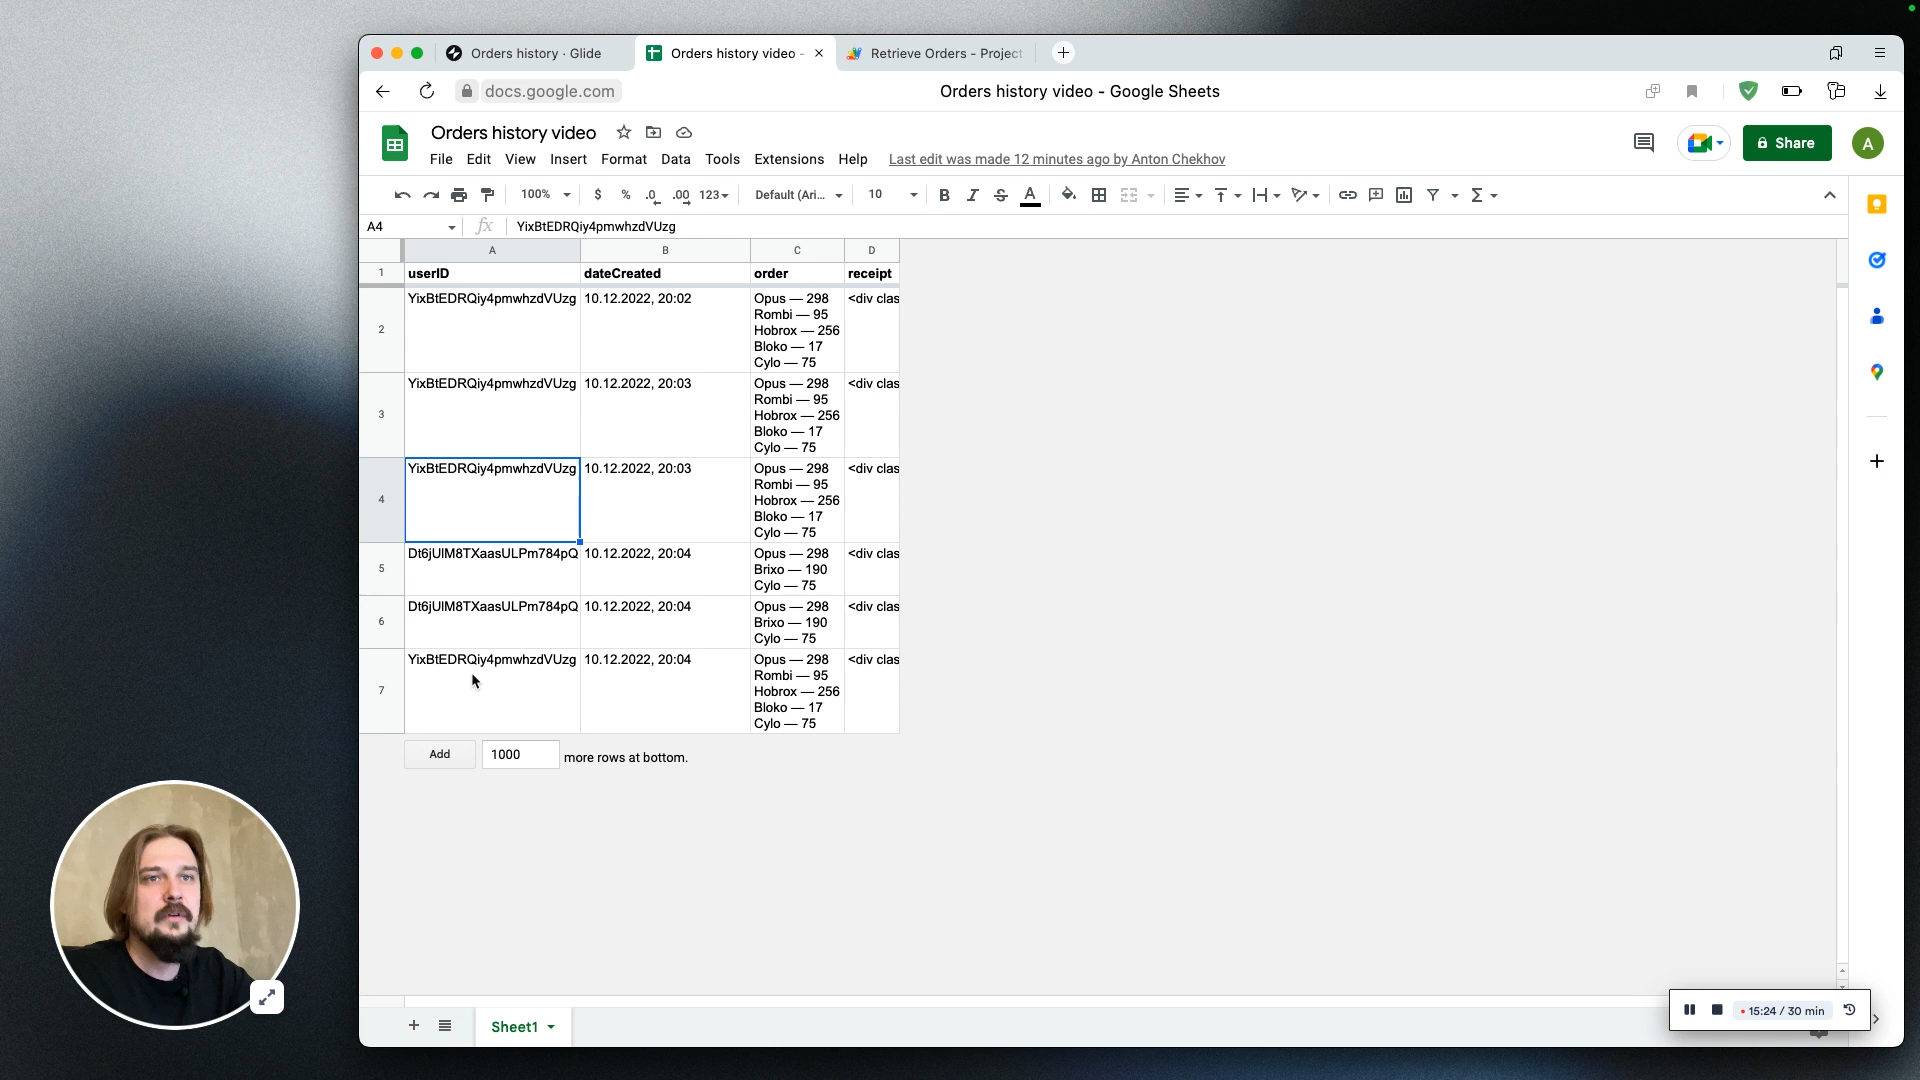 Orders history · Glide
Orders history video -
Retrieve Orders - Project
docs.google.com
Orders history video - Google Sheets
Orders history video
File Edit View Insert Format Data Tools Extensions Help Last edit was made 12 minutes ago by Anton Chekhov
Share
A
100% $ % .0 .00 123 Default (Ari... 10 B I S A
A4 fx YixBtEDRQiy4pmwhzdVUzg
A B C D
1 userID dateCreated order receipt
2 YixBtEDRQiy4pmwhzdVUzg 10.12.2022, 20:02 Opus — 298 <div clas
Rombi — 95
Hobrox — 256
Bloko — 17
Cylo — 75
3 YixBtEDRQiy4pmwhzdVUzg 10.12.2022, 20:03 Opus — 298 <div clas
Rombi — 95
Hobrox — 256
Bloko — 17
Cylo — 75
4 YixBtEDRQiy4pmwhzdVUzg 10.12.2022, 20:03 Opus — 298 <div clas
Rombi — 95
Hobrox — 256
Bloko — 17
Cylo — 75
5 Dt6jUlM8TXaasULPm784pQ 10.12.2022, 20:04 Opus — 298 <div clas
Brixo — 190
Cylo — 75
6 Dt6jUlM8TXaasULPm784pQ 10.12.2022, 20:04 Opus — 298 <div clas
Brixo — 190
Cylo — 75
7 YixBtEDRQiy4pmwhzdVUzg 10.12.2022, 20:04 Opus — 298 <div clas
Rombi — 95
Hobrox — 256
Bloko — 17
Cylo — 75
Add 1000 more rows at bottom.
Sheet1
15:24 / 30 min